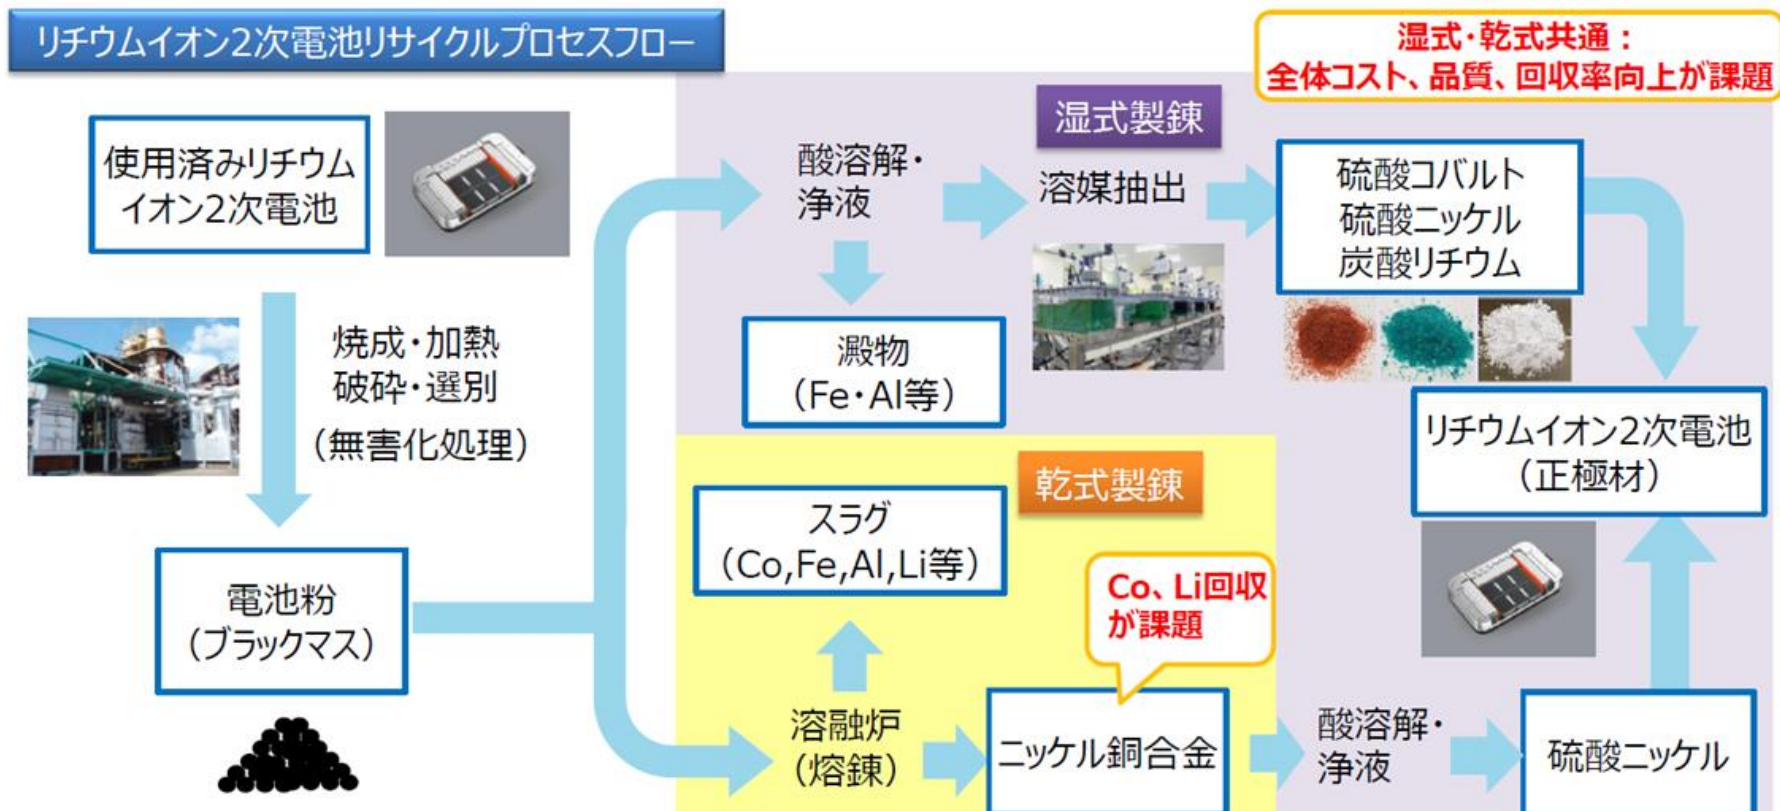 リチウムイオン2次電池リサイクルプロセスフロー
湿式・乾式共通：
全体コスト、品質、回収率向上が課題
使用済みリチウム
イオン2次電池
焼成・加熱
破砕・選別
（無害化処理）
電池粉
（ブラックマス）
湿式製錬
酸溶解・
浄液
溶媒抽出
硫酸コバルト
硫酸ニッケル
炭酸リチウム
澱物
（Fe・Al等）
リチウムイオン2次電池
（正極材）
乾式製錬
スラグ
（Co,Fe,Al,Li等）
Co、Li回収
が課題
溶融炉
（熔錬）
ニッケル銅合金
酸溶解・
浄液
硫酸ニッケル